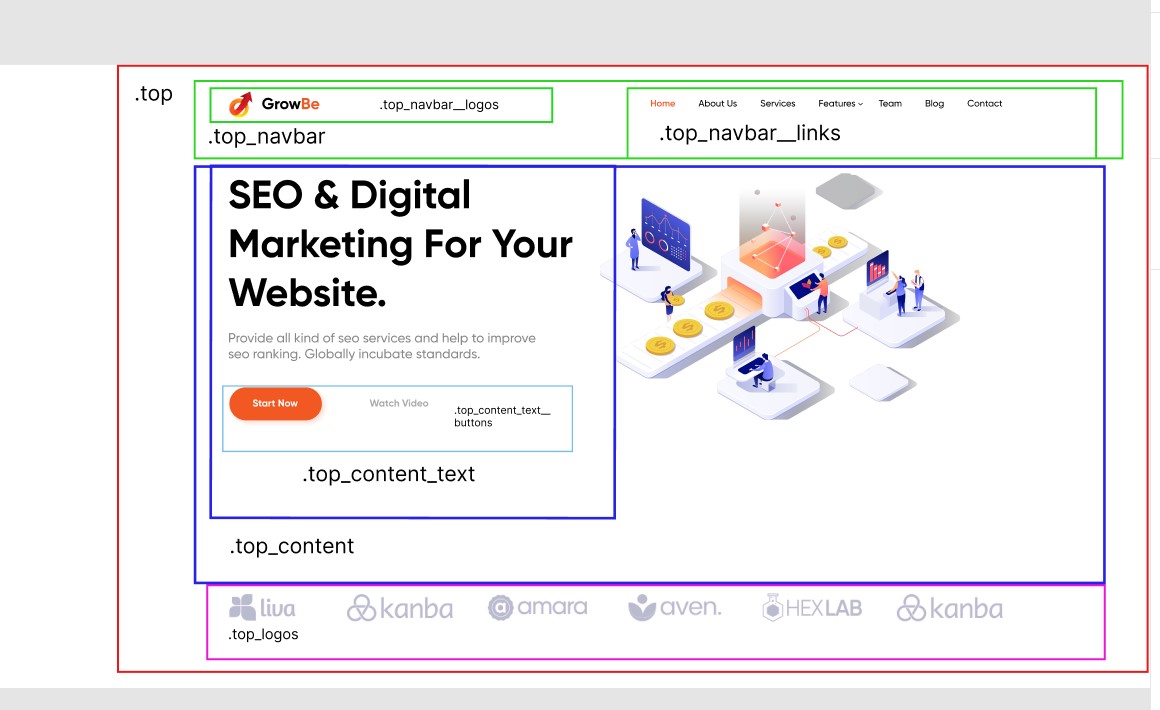 .top
GrowBe
.top_navbar__logos
Home About Us Services Features Team Blog Contact
.top_navbar
.top_navbar__links
SEO & Digital
Marketing For Your
Website.
Provide all kind of seo services and help to improve
seo ranking. Globally incubate standards.
Start Now
Watch Video
.top_content_text__
buttons
.top_content_text
.top_content
liva kanba amara aven. HEXLAB kanba
.top_logos